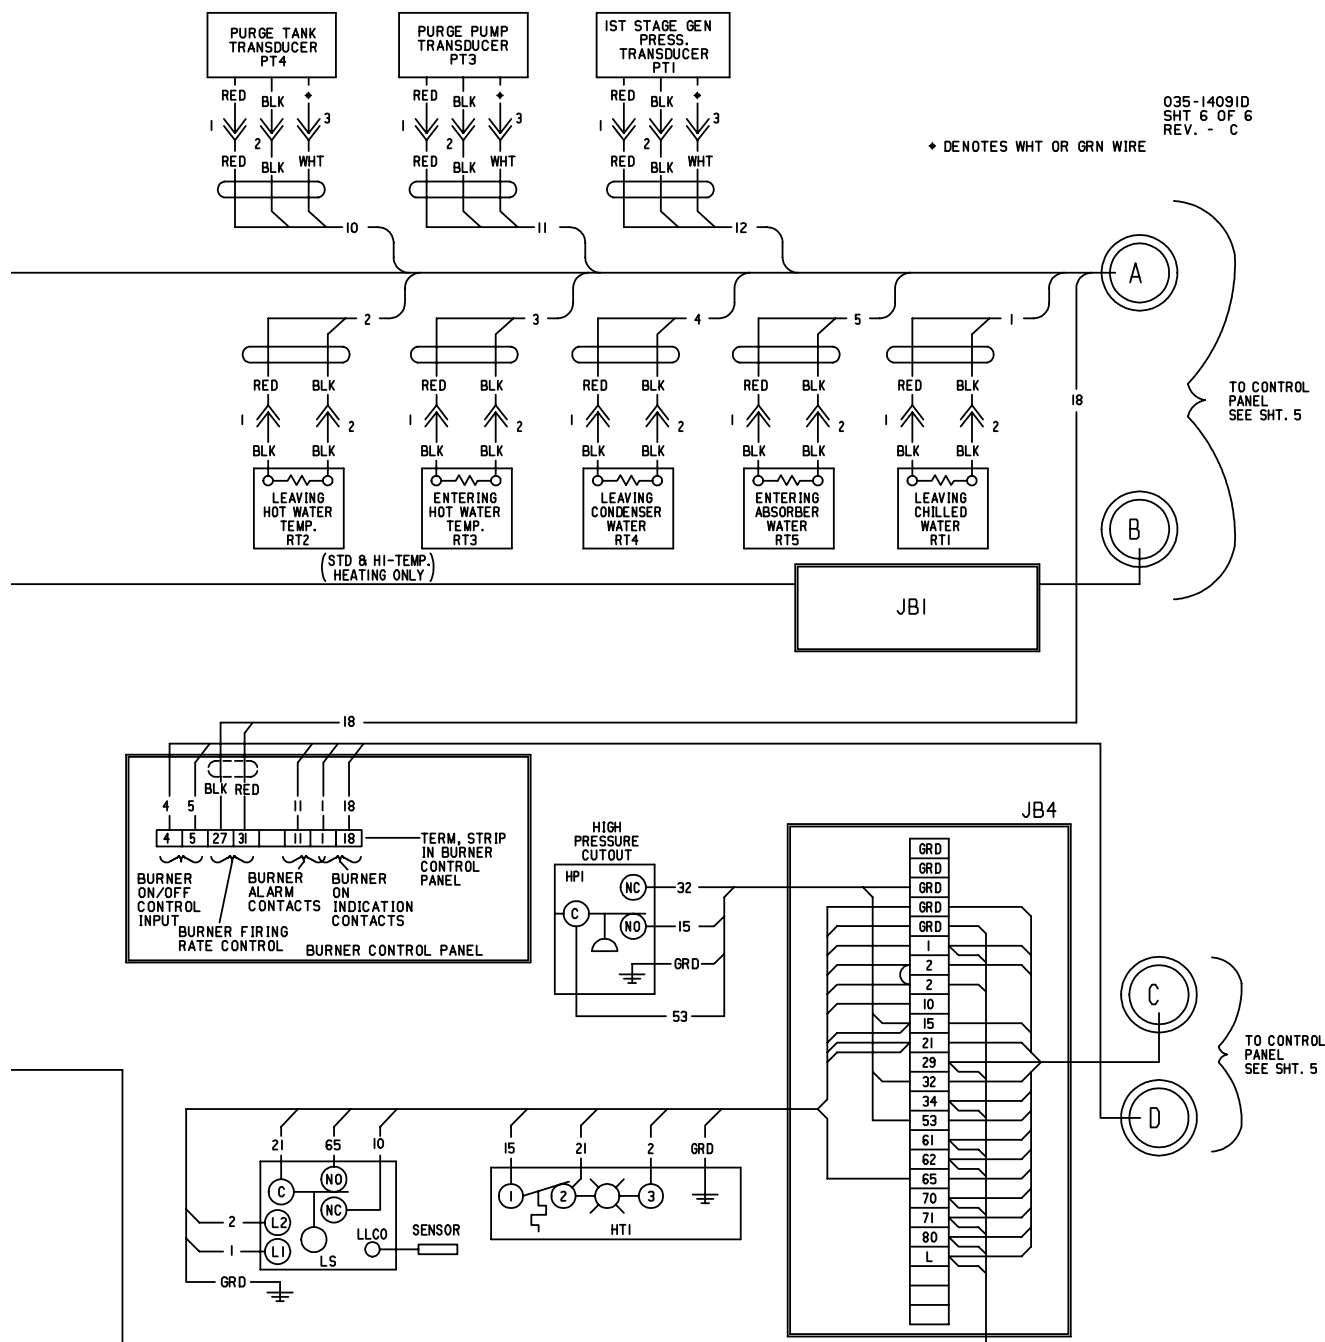 PURGE TANK
TRANSDUCER
PT4
PURGE PUMP
TRANSDUCER
PT3
1ST STAGE GEN
PRESS.
TRANSDUCER
PT1
RED BLK ◆
RED BLK ◆
RED BLK ◆
1 2 3
1 2 3
1 2 3
RED BLK WHT
RED BLK WHT
RED BLK WHT
035-14091D
SHT 6 OF 6
REV. - C
◆ DENOTES WHT OR GRN WIRE
10
11
12
A
2
3
4
5
1
RED BLK
RED BLK
RED BLK
RED BLK
RED BLK
18
TO CONTROL
PANEL
SEE SHT. 5
1 2
1 2
1 2
1 2
1 2
BLK BLK
BLK BLK
BLK BLK
BLK BLK
BLK BLK
LEAVING
HOT WATER
TEMP.
RT2
ENTERING
HOT WATER
TEMP.
RT3
LEAVING
CONDENSER
WATER
RT4
ENTERING
ABSORBER
WATER
RT5
LEAVING
CHILLED
WATER
RT1
(STD & HI-TEMP.
HEATING ONLY)
B
JB1
18
BLK RED
4 5 11 1 18
4 5 27 31 11 1 18
TERM, STRIP
IN BURNER
CONTROL
PANEL
BURNER
ON/OFF
CONTROL
INPUT
BURNER
ALARM
CONTACTS
BURNER
ON
INDICATION
CONTACTS
BURNER FIRING
RATE CONTROL
BURNER CONTROL PANEL
HIGH
PRESSURE
CUTOUT
HP1
NC
32
C
NO
15
GRD
53
JB4
GRD
GRD
GRD
GRD
GRD
1
2
2
10
15
21
29
32
34
53
61
62
65
70
71
80
L
C
TO CONTROL
PANEL
SEE SHT. 5
D
21 65 10
C
NO
NC
2
L2
1
L1
LS
LLCO
SENSOR
GRD
15 21 2 GRD
1 2 3
HT1